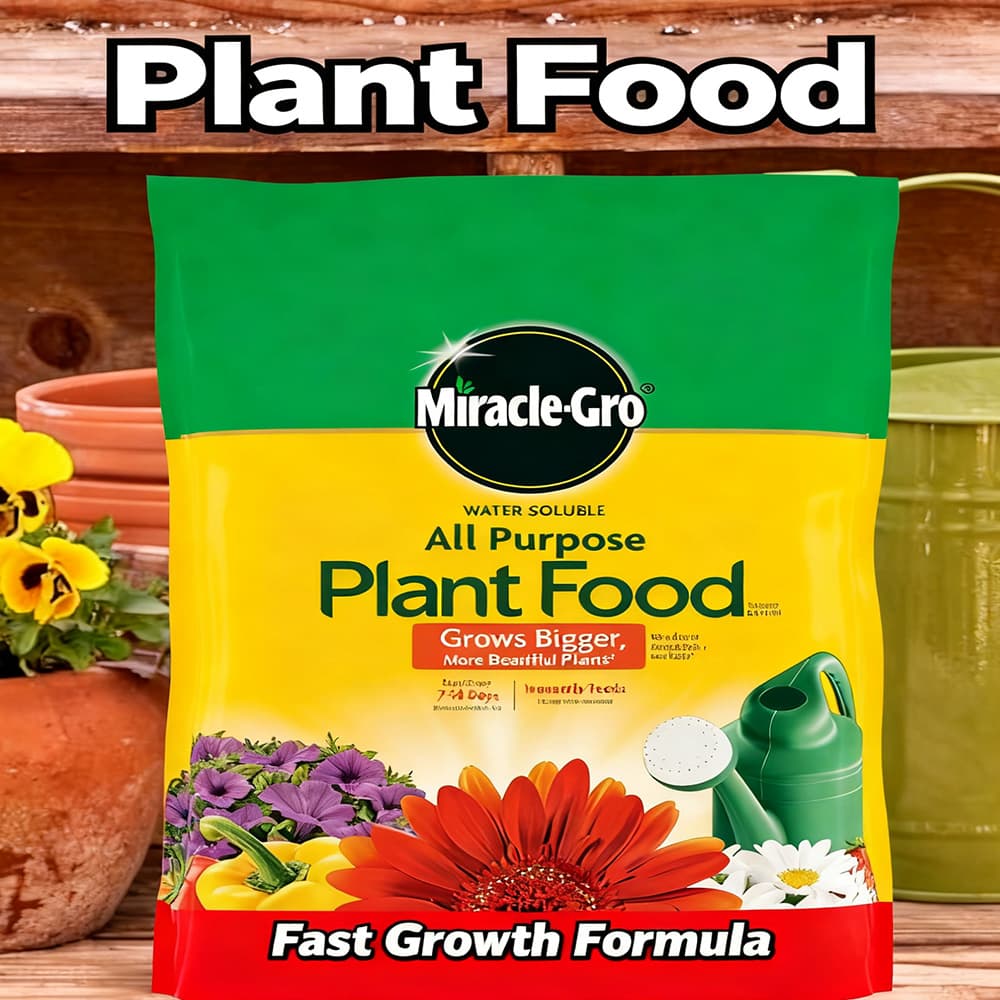 Plant Food
Miracle-Gro®
WATER SOLUBLE
All Purpose
Plant Food
Grows Bigger,
More Beautiful Plants
Fast Growth Formula